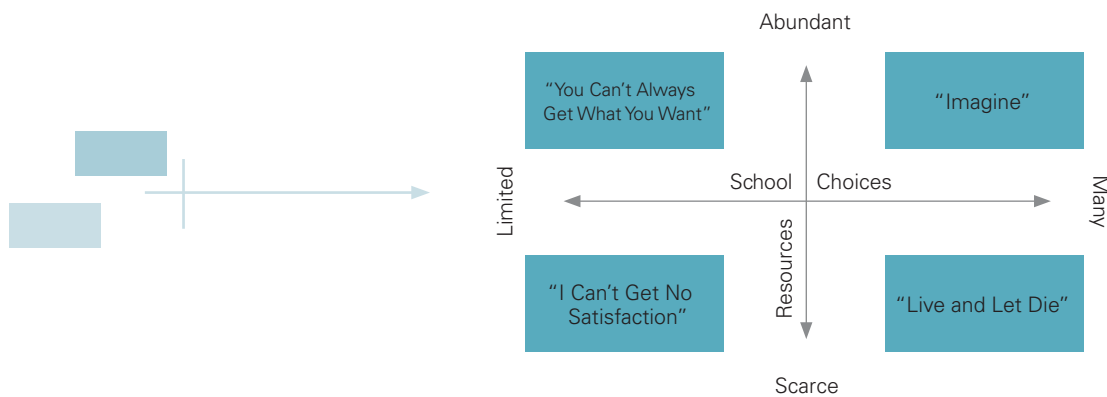 Abundant
“You Can’t Always
Get What You Want”
“Imagine”
Limited
School Choices
Many
Resources
“I Can’t Get No
Satisfaction”
“Live and Let Die”
Scarce